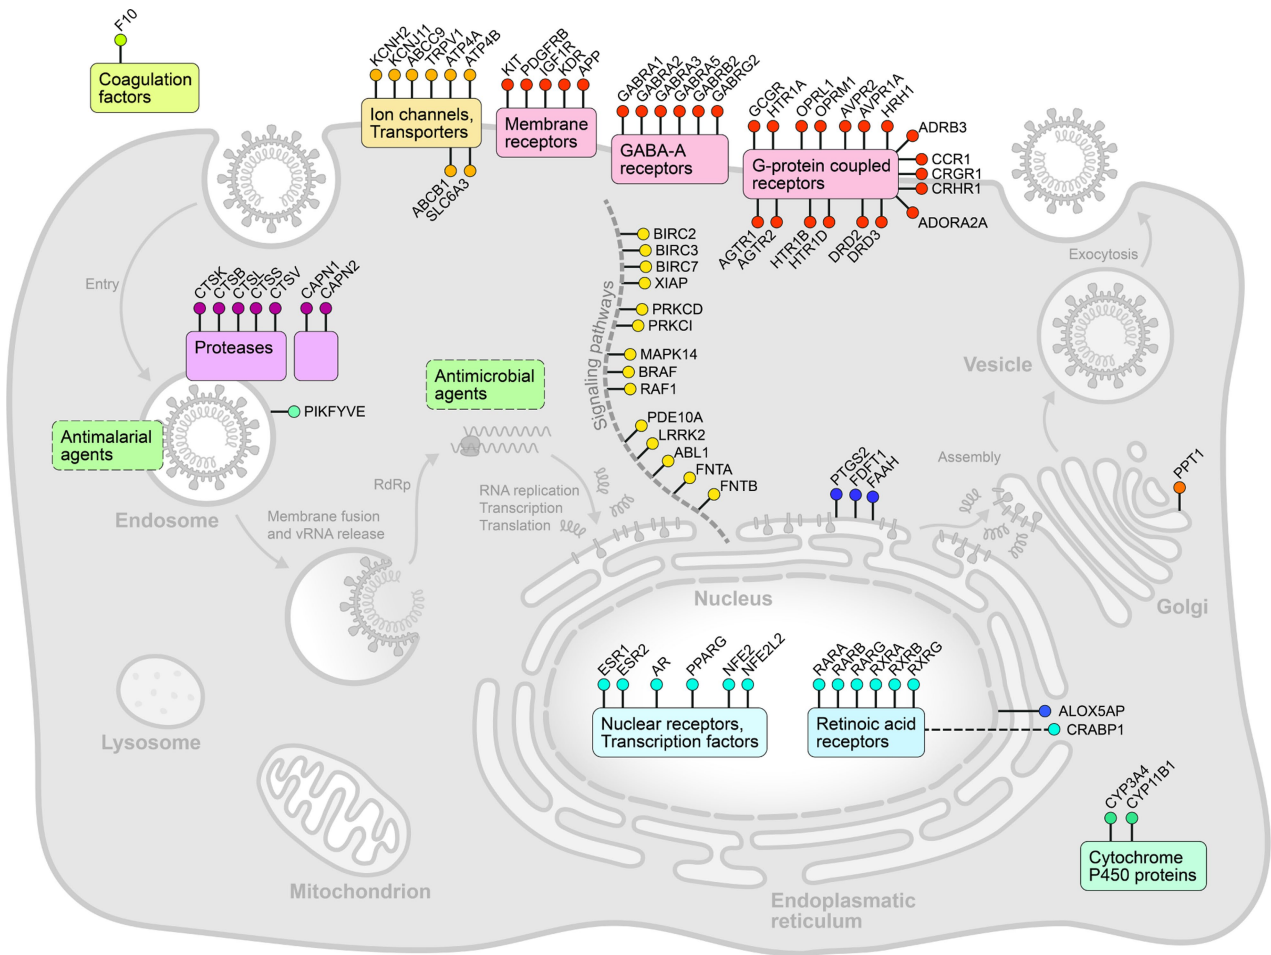 F10
Coagulation
factors
KCNH2
KCNJ11
ABCC9
TRPV1
ATP4A
ATP4B
Ion channels,
Transporters
ABCB1
SLC6A3
KIT
PDGFRB
IGF1R
KDR
APP
Membrane
receptors
GABRA1
GABRA2
GABRA3
GABRA5
GABRB2
GABRG2
GABA-A
receptors
GCGR
HTR1A
OPRL1
OPRM1
AVPR2
AVPR1A
HRH1
ADRB3
CCR1
CRGR1
CRHR1
ADORA2A
G-protein coupled
receptors
AGTR1
AGTR2
HTR1B
HTR1D
DRD2
DRD3
Entry
CTSK
CTSB
CTSL
CTSS
CTSV
CAPN1
CAPN2
Proteases
PIKFYVE
Antimalarial
agents
Endosome
Antimicrobial
agents
RdRp
Membrane fusion
and vRNA release
RNA replication
Transcription
Translation
Signaling pathways
BIRC2
BIRC3
BIRC7
XIAP
PRKCD
PRKCI
MAPK14
BRAF
RAF1
PDE10A
LRRK2
ABL1
FNTA
FNTB
Exocytosis
Vesicle
PTGS2
FDFT1
FAAH
Assembly
PPT1
Golgi
Nucleus
ESR1
ESR2
AR
PPARG
NFE2
NFE2L2
Nuclear receptors,
Transcription factors
RARA
RARB
RARG
RXRA
RXRB
RXRG
Retinoic acid
receptors
ALOX5AP
CRABP1
Lysosome
Mitochondrion
Endoplasmatic
reticulum
CYP3A4
CYP11B1
Cytochrome
P450 proteins